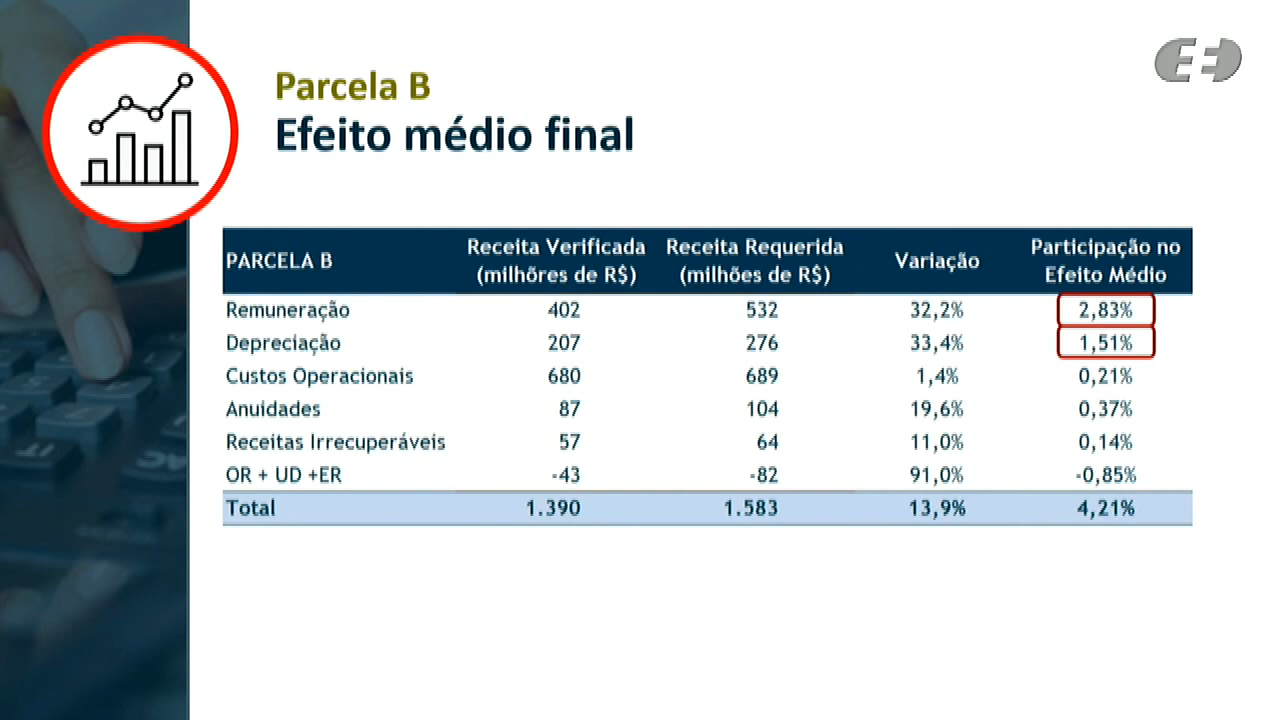 Parcela B
Efeito médio final
PARCELA B Receita Verificada (milhõres de R$) Receita Requerida (milhões de R$) Variação Participação no Efeito Médio
Remuneração 402 532 32,2% 2,83%
Depreciação 207 276 33,4% 1,51%
Custos Operacionais 680 689 1,4% 0,21%
Anuidades 87 104 19,6% 0,37%
Receitas Irrecuperáveis 57 64 11,0% 0,14%
OR + UD +ER -43 -82 91,0% -0,85%
Total 1.390 1.583 13,9% 4,21%